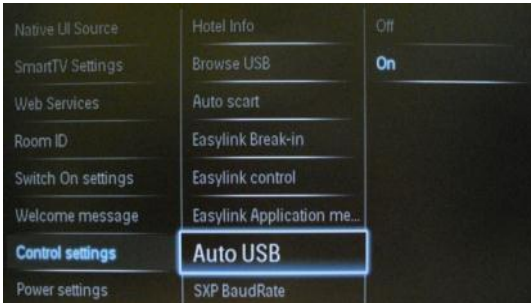 Native UI Source
SmartTV Settings
Web Services
Room ID
Switch On settings
Welcome message
Control settings
Power settings
Hotel Info
Browse USB
Auto scart
Easylink Break-in
Easylink control
Easylink Application me...
Auto USB
SXP BaudRate
Off
On